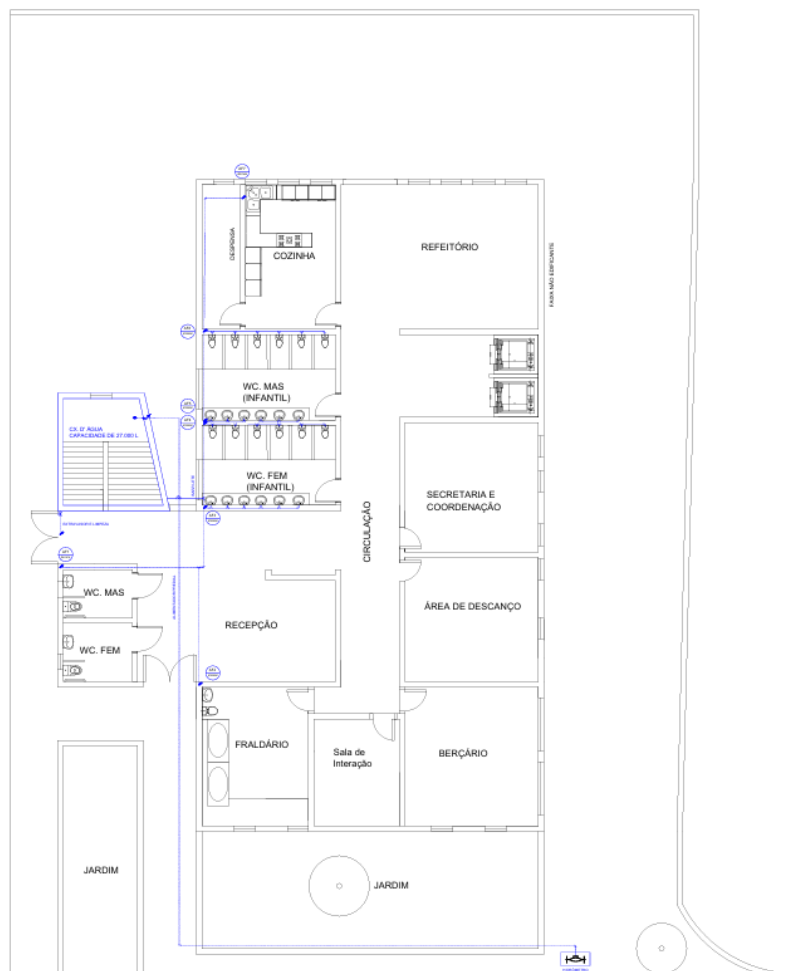 REFEITÓRIO
DESPENSA
COZINHA
FAIXA NÃO EDIFICANTE
WC. MAS
(INFANTIL)
CX. D' ÁGUA
CAPACIDADE DE 27.000 L
WC. FEM
(INFANTIL)
SECRETARIA E
COORDENAÇÃO
CIRCULAÇÃO
WC. MAS
ÁREA DE DESCANÇO
RECEPÇÃO
WC. FEM
FRALDÁRIO
Sala de
Interação
BERÇÁRIO
JARDIM
JARDIM
HIDRÔMETRO